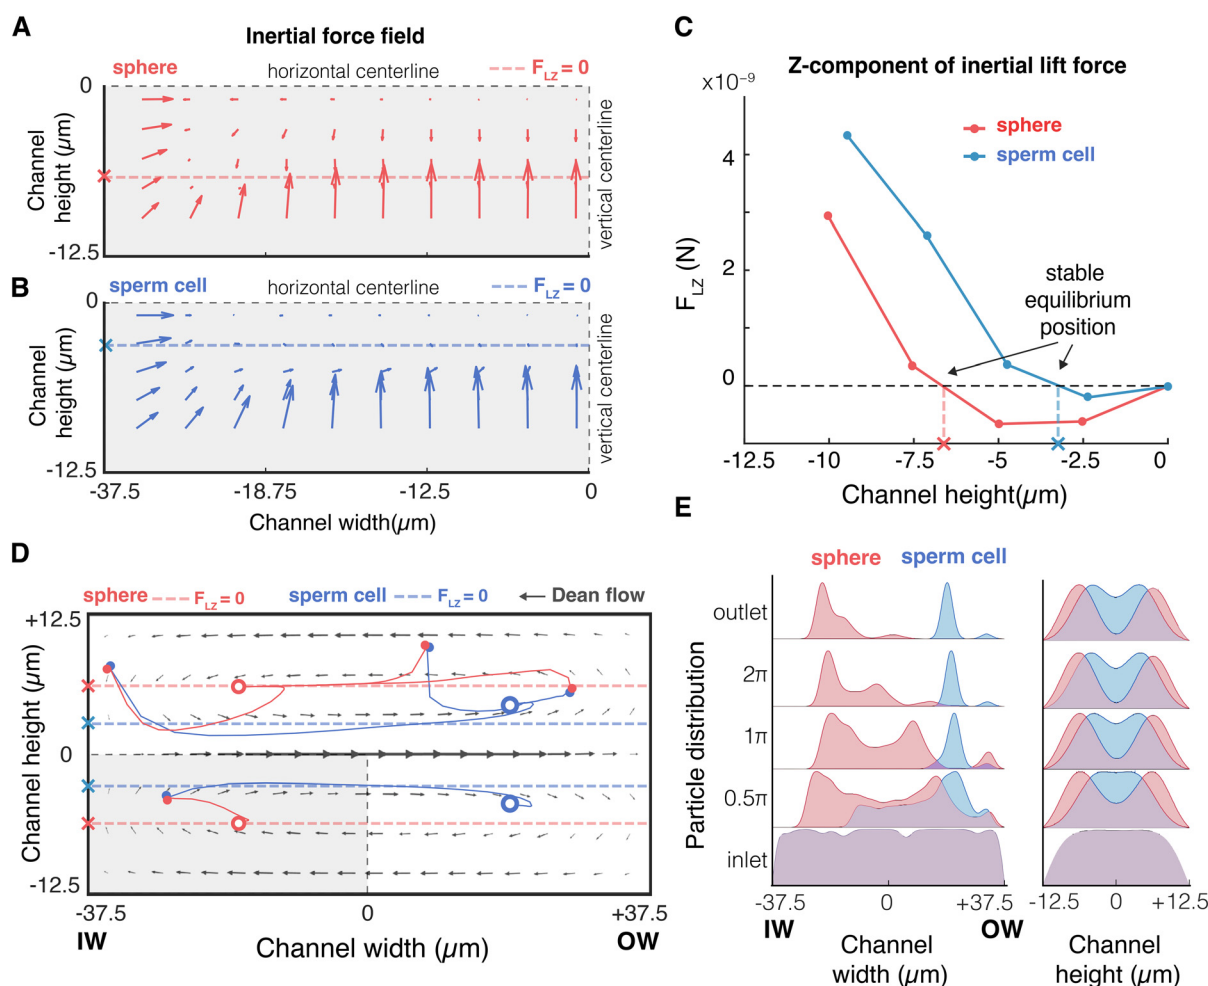 A
Inertial force field
sphere
horizontal centerline
F_LZ = 0
0
Channel
height (µm)
-12.5
vertical centerline
B
sperm cell
horizontal centerline
F_LZ = 0
0
Channel
height (µm)
-12.5
vertical centerline
-37.5 -18.75 -12.5 0
Channel width(µm)
C
Z-component of inertial lift force
x10⁻⁹
sphere
sperm cell
4
2
0
F_LZ (N)
stable
equilibrium
position
-12.5 -10 -7.5 -5 -2.5 0
Channel height(µm)
D
sphere F_LZ = 0 sperm cell F_LZ = 0 Dean flow
+12.5
0
-12.5
Channel height (µm)
-37.5 0 +37.5
IW Channel width (µm) OW
E
sphere sperm cell
Particle distribution
outlet
2π
1π
0.5π
inlet
-37.5 0 +37.5
IW OW
Channel
width (µm)
-12.5 0 +12.5
Channel
height (µm)